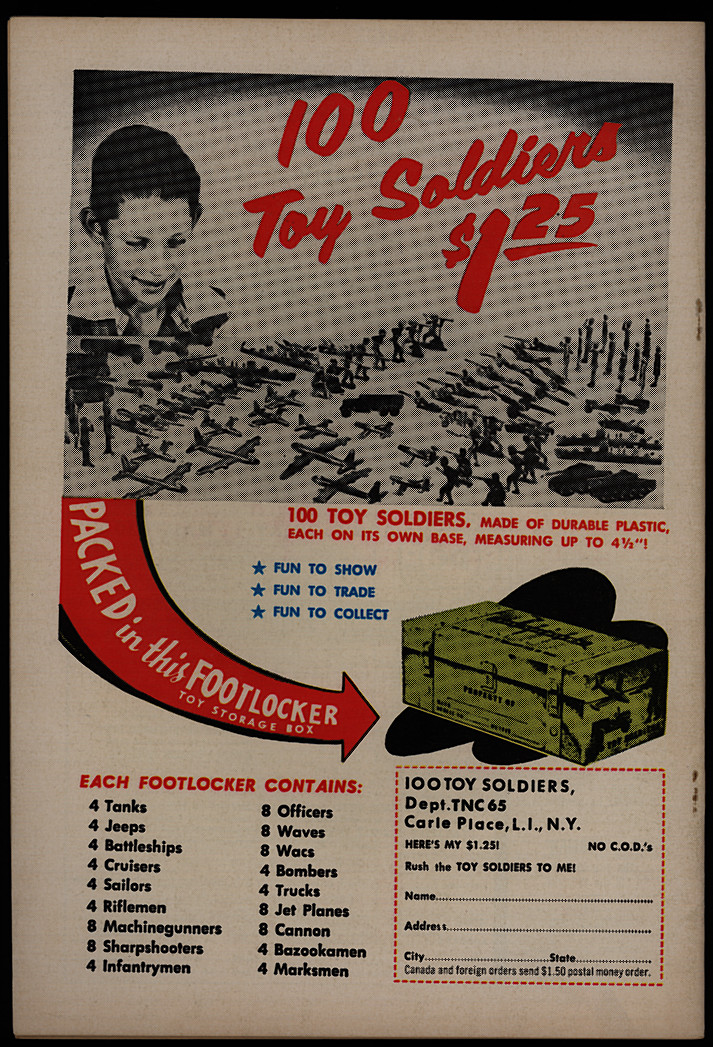 100
Toy Soldiers
$1.25
PACKED in this FOOTLOCKER
TOY STORAGE BOX
100 TOY SOLDIERS, MADE OF DURABLE PLASTIC,
EACH ON ITS OWN BASE, MEASURING UP TO 4½"!
★ FUN TO SHOW
★ FUN TO TRADE
★ FUN TO COLLECT
PROPERTY OF
EACH FOOTLOCKER CONTAINS:
4 Tanks
4 Jeeps
4 Battleships
4 Cruisers
4 Sailors
4 Riflemen
8 Machinegunners
8 Sharpshooters
4 Infantrymen
8 Officers
8 Waves
8 Wacs
4 Bombers
4 Trucks
8 Jet Planes
8 Cannon
4 Bazookamen
4 Marksmen
100 TOY SOLDIERS,
Dept. TNC 65
Carle Place, L.I., N.Y.
HERE'S MY $1.25! NO C.O.D.'s
Rush the TOY SOLDIERS TO ME!
Name
Address
City State
Canada and foreign orders send $1.50 postal money order.